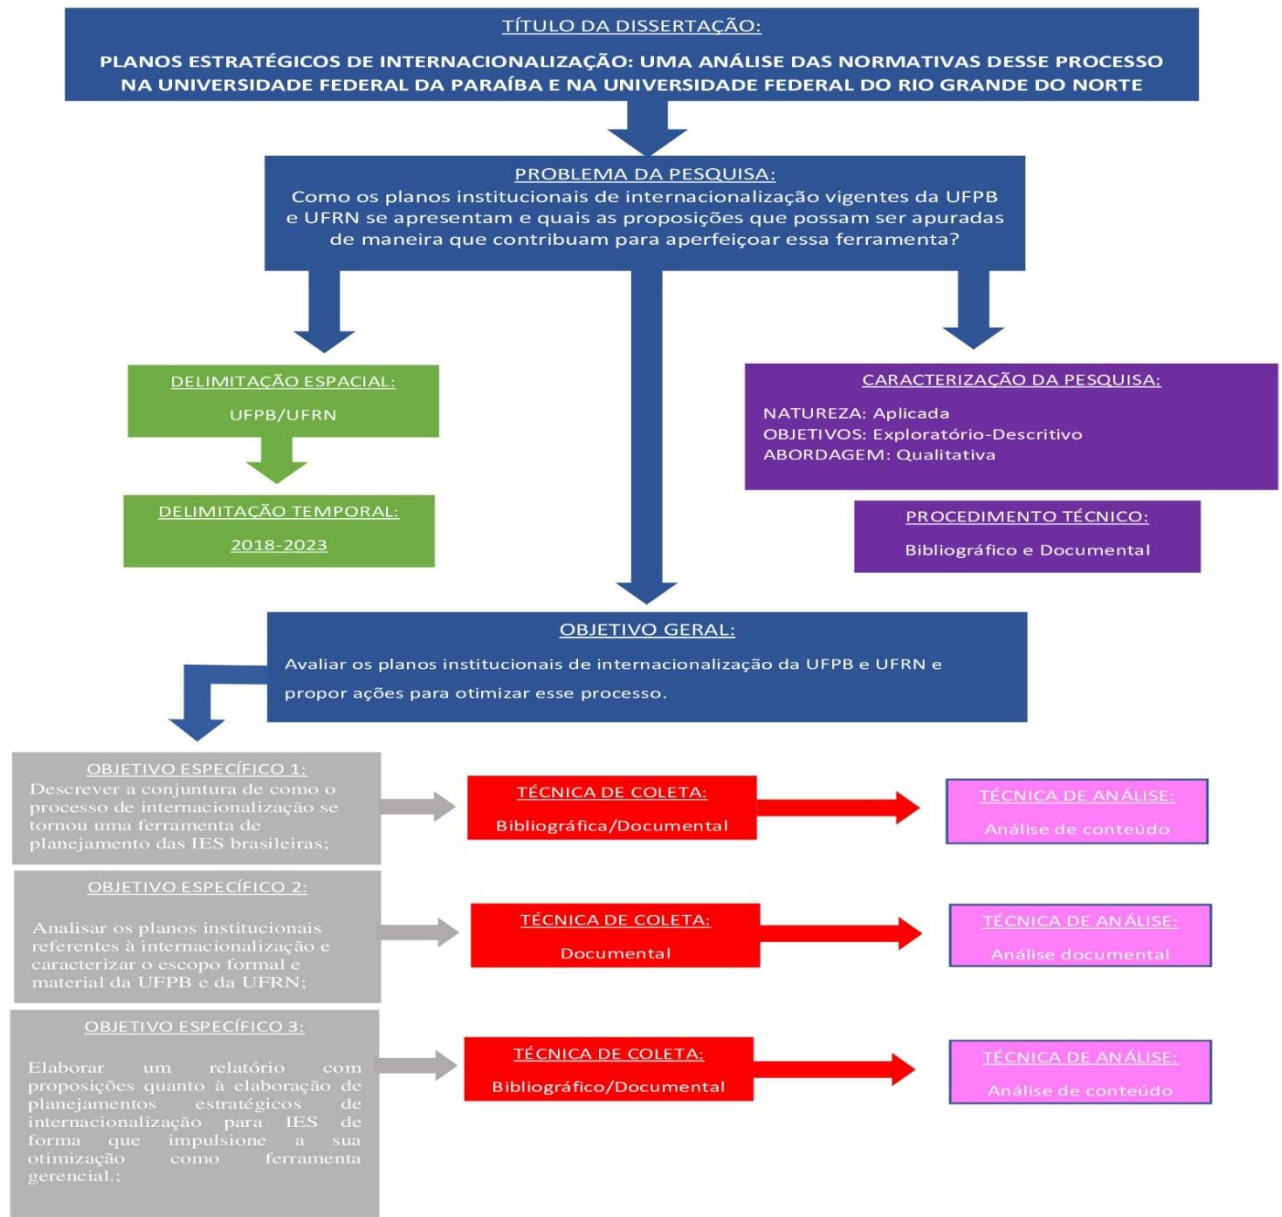 TÍTULO DA DISSERTAÇÃO:
PLANOS ESTRATÉGICOS DE INTERNACIONALIZAÇÃO: UMA ANÁLISE DAS NORMATIVAS DESSE PROCESSO
NA UNIVERSIDADE FEDERAL DA PARAÍBA E NA UNIVERSIDADE FEDERAL DO RIO GRANDE DO NORTE
PROBLEMA DA PESQUISA:
Como os planos institucionais de internacionalização vigentes da UFPB
e UFRN se apresentam e quais as proposições que possam ser apuradas
de maneira que contribuam para aperfeiçoar essa ferramenta?
DELIMITAÇÃO ESPACIAL:
UFPB/UFRN
DELIMITAÇÃO TEMPORAL:
2018-2023
CARACTERIZAÇÃO DA PESQUISA:
NATUREZA: Aplicada
OBJETIVOS: Exploratório-Descritivo
ABORDAGEM: Qualitativa
PROCEDIMENTO TÉCNICO:
Bibliográfico e Documental
OBJETIVO GERAL:
Avaliar os planos institucionais de internacionalização da UFPB e UFRN e
propor ações para otimizar esse processo.
OBJETIVO ESPECÍFICO 1:
Descrever a conjuntura de como o
processo de internacionalização se
tornou uma ferramenta de
planejamento das IES brasileiras;
TÉCNICA DE COLETA:
Bibliográfica/Documental
TÉCNICA DE ANÁLISE:
Análise de conteúdo
OBJETIVO ESPECÍFICO 2:
Analisar os planos institucionais
referentes à internacionalização e
caracterizar o escopo formal e
material da UFPB e da UFRN;
TÉCNICA DE COLETA:
Documental
TÉCNICA DE ANÁLISE:
Análise documental
OBJETIVO ESPECÍFICO 3:
Elaborar um relatório com
proposições quanto à elaboração de
planejamentos estratégicos de
internacionalização para IES de
forma que impulsione a sua
otimização como ferramenta
gerencial.;
TÉCNICA DE COLETA:
Bibliográfico/Documental
TÉCNICA DE ANÁLISE:
Análise de conteúdo